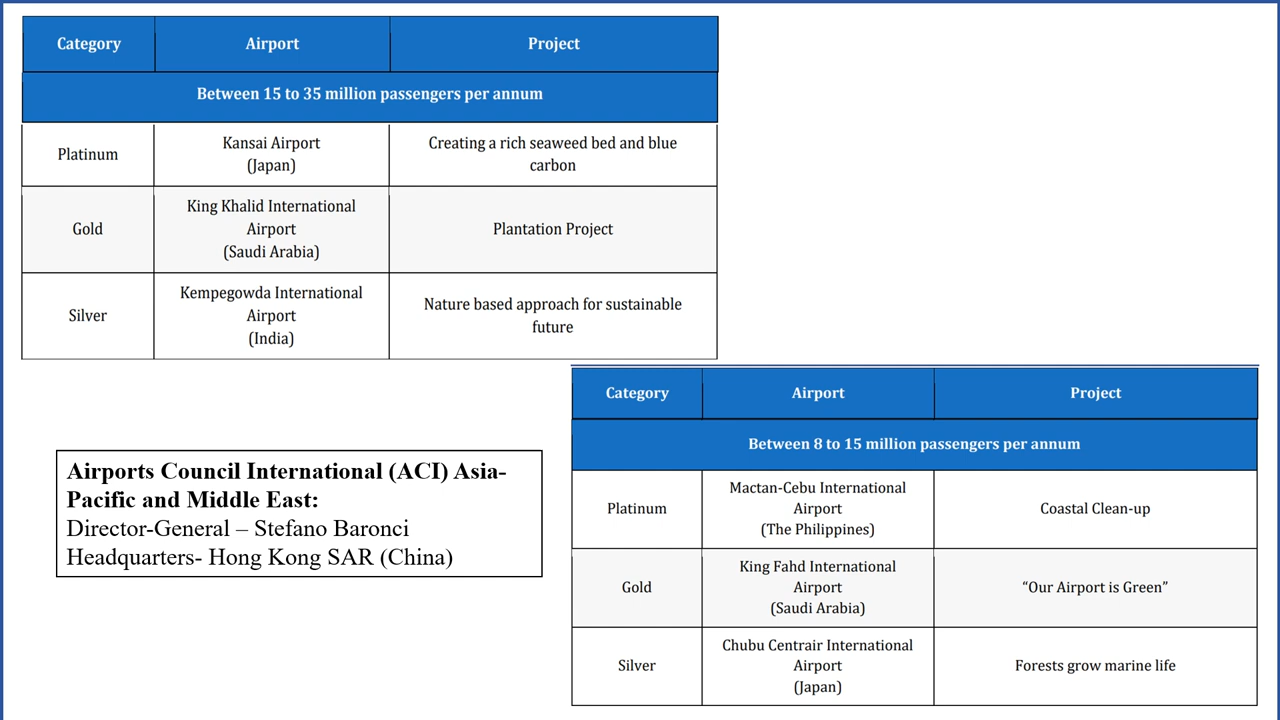 Category Airport Project
Between 15 to 35 million passengers per annum
Platinum
Kansai Airport
(Japan)
Creating a rich seaweed bed and blue
carbon
Gold
King Khalid International
Airport
(Saudi Arabia)
Plantation Project
Silver
Kempegowda International
Airport
(India)
Nature based approach for sustainable
future
Airports Council International (ACI) Asia-
Pacific and Middle East:
Director-General – Stefano Baronci
Headquarters- Hong Kong SAR (China)
Category Airport Project
Between 8 to 15 million passengers per annum
Platinum
Mactan-Cebu International
Airport
(The Philippines)
Coastal Clean-up
Gold
King Fahd International
Airport
(Saudi Arabia)
“Our Airport is Green”
Silver
Chubu Centrair International
Airport
(Japan)
Forests grow marine life